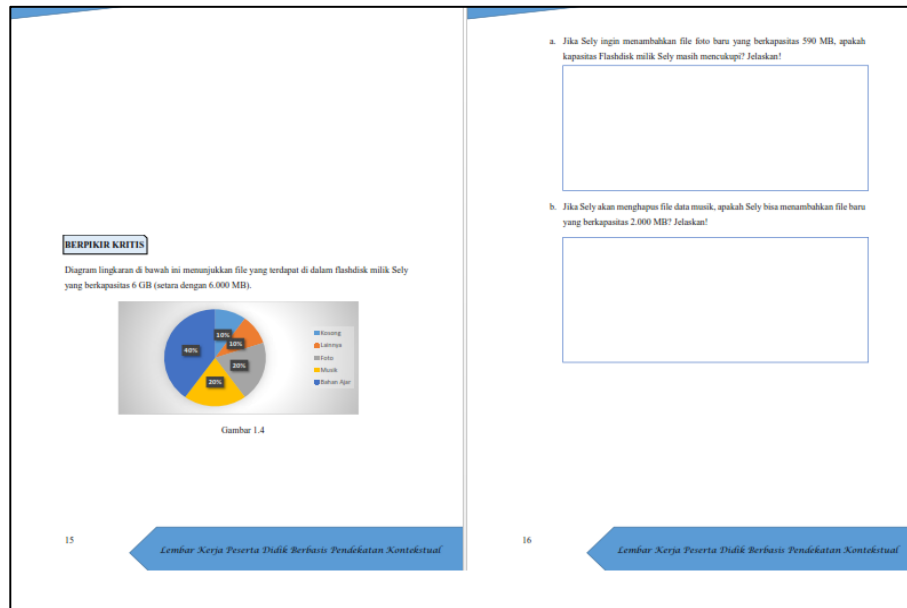 BERPIKIR KRITIS
Diagram lingkaran di bawah ini menunjukkan file yang terdapat di dalam flashdisk milik Sely
yang berkapasitas 6 GB (setara dengan 6.000 MB).
10%
10%
20%
20%
40%
Kosong
Lainnya
Foto
Musik
Bahan Ajar
Gambar 1.4
15
Lembar Kerja Peserta Didik Berbasis Pendekatan Kontekstual
a. Jika Sely ingin menambahkan file foto baru yang berkapasitas 590 MB, apakah
kapasitas Flashdisk milik Sely masih mencukupi? Jelaskan!
b. Jika Sely akan menghapus file data musik, apakah Sely bisa menambahkan file baru
yang berkapasitas 2.000 MB? Jelaskan!
16
Lembar Kerja Peserta Didik Berbasis Pendekatan Kontekstual